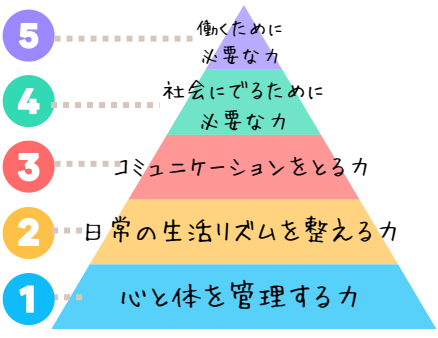 5
働くために
必要な力
4
社会にでるために
必要な力
3
コミュニケーションをとる力
2
日常の生活リズムを整える力
1
心と体を管理する力